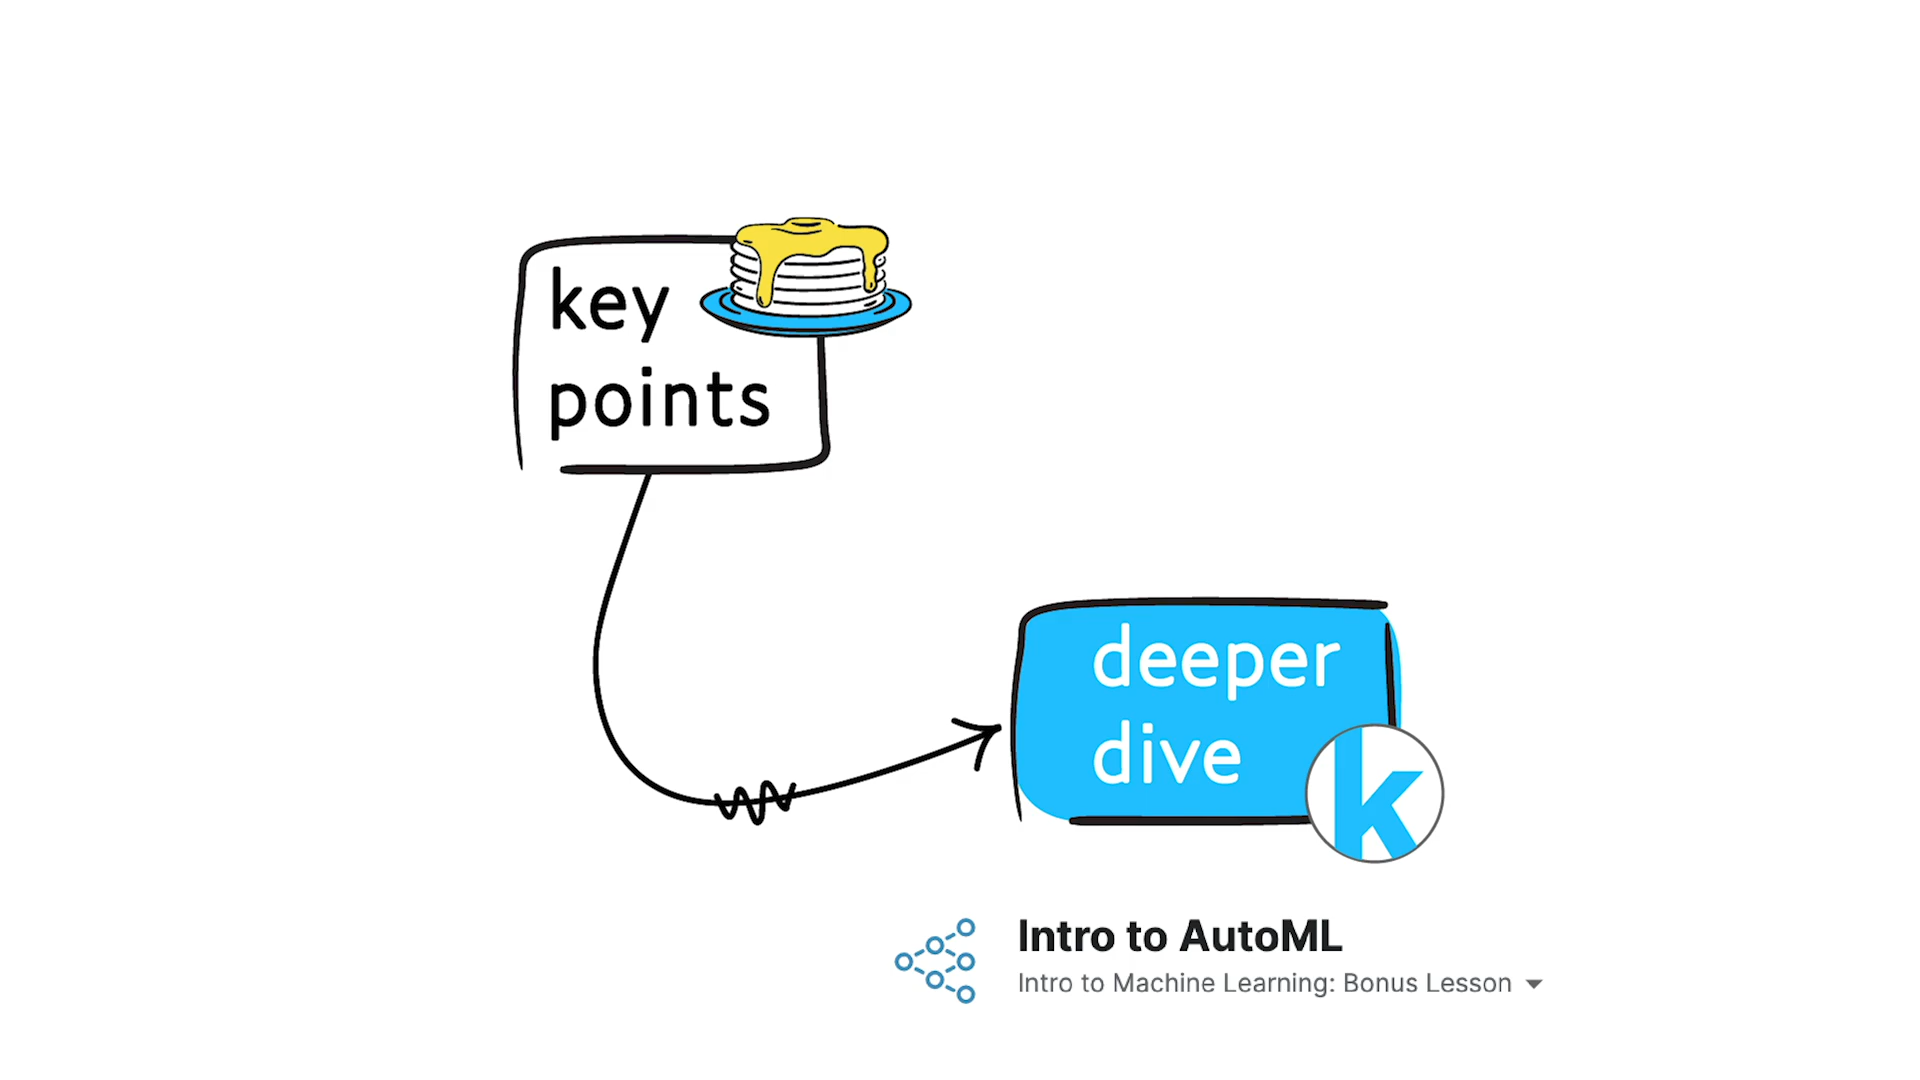 key
points
deeper
dive
k
Intro to AutoML
Intro to Machine Learning: Bonus Lesson